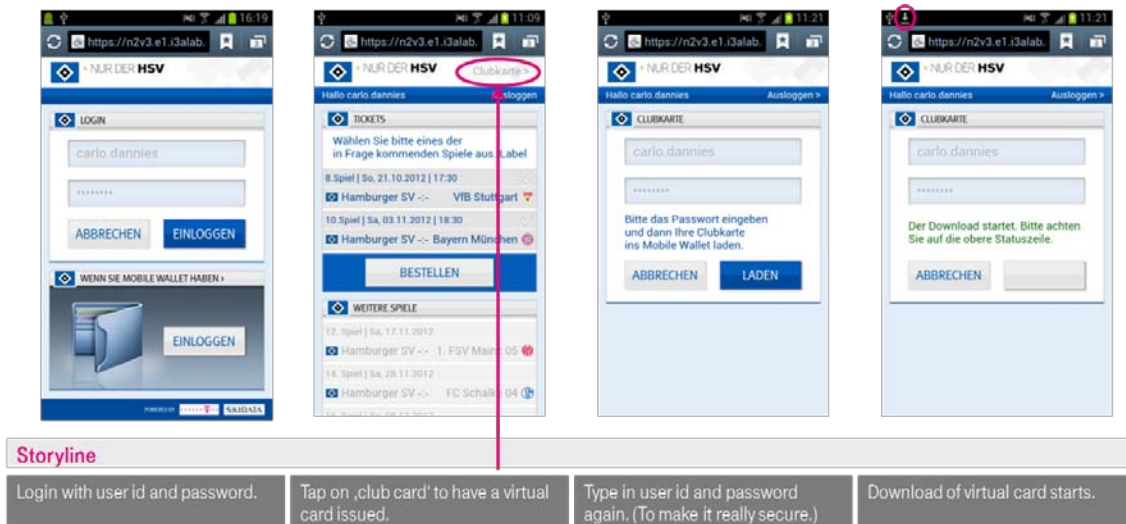 16:19
https://n2v3.e1.i3alab.
NUR DER HSV
LOGIN
carlo.dannies
********
ABBRECHEN
EINLOGGEN
WENN SIE MOBILE WALLET HABEN ›
EINLOGGEN
POWERED BY
T
SKIDATA
11:09
https://n2v3.e1.i3alab.
NUR DER HSV
Clubkarte >
Hallo carlo.dannies
Ausloggen
TICKETS
Wählen Sie bitte eines der
in Frage kommenden Spiele aus. Label
8.Spiel | So, 21.10.2012 | 17:30
Hamburger SV -:- VfB Stuttgart
10.Spiel | Sa, 03.11.2012 | 18:30
Hamburger SV -:- Bayern München
BESTELLEN
WEITERE SPIELE
12. Spiel | Sa, 17.11.2012
Hamburger SV -:- 1. FSV Mainz 05
14. Spiel | Sa, 28.11.2012
Hamburger SV -:- FC Schalke 04
11:21
https://n2v3.e1.i3alab.
NUR DER HSV
Hallo carlo.dannies
Ausloggen >
CLUBKARTE
carlo.dannies
********
Bitte das Passwort eingeben
und dann Ihre Clubkarte
ins Mobile Wallet laden.
ABBRECHEN
LADEN
11:21
https://n2v3.e1.i3alab.
NUR DER HSV
Hallo carlo.dannies
Ausloggen >
CLUBKARTE
carlo.dannies
********
Der Download startet. Bitte achten
Sie auf die obere Statuszeile.
ABBRECHEN
Storyline
Login with user id and password.
Tap on ‚club card‘ to have a virtual
card issued.
Type in user id and password
again. (To make it really secure.)
Download of virtual card starts.